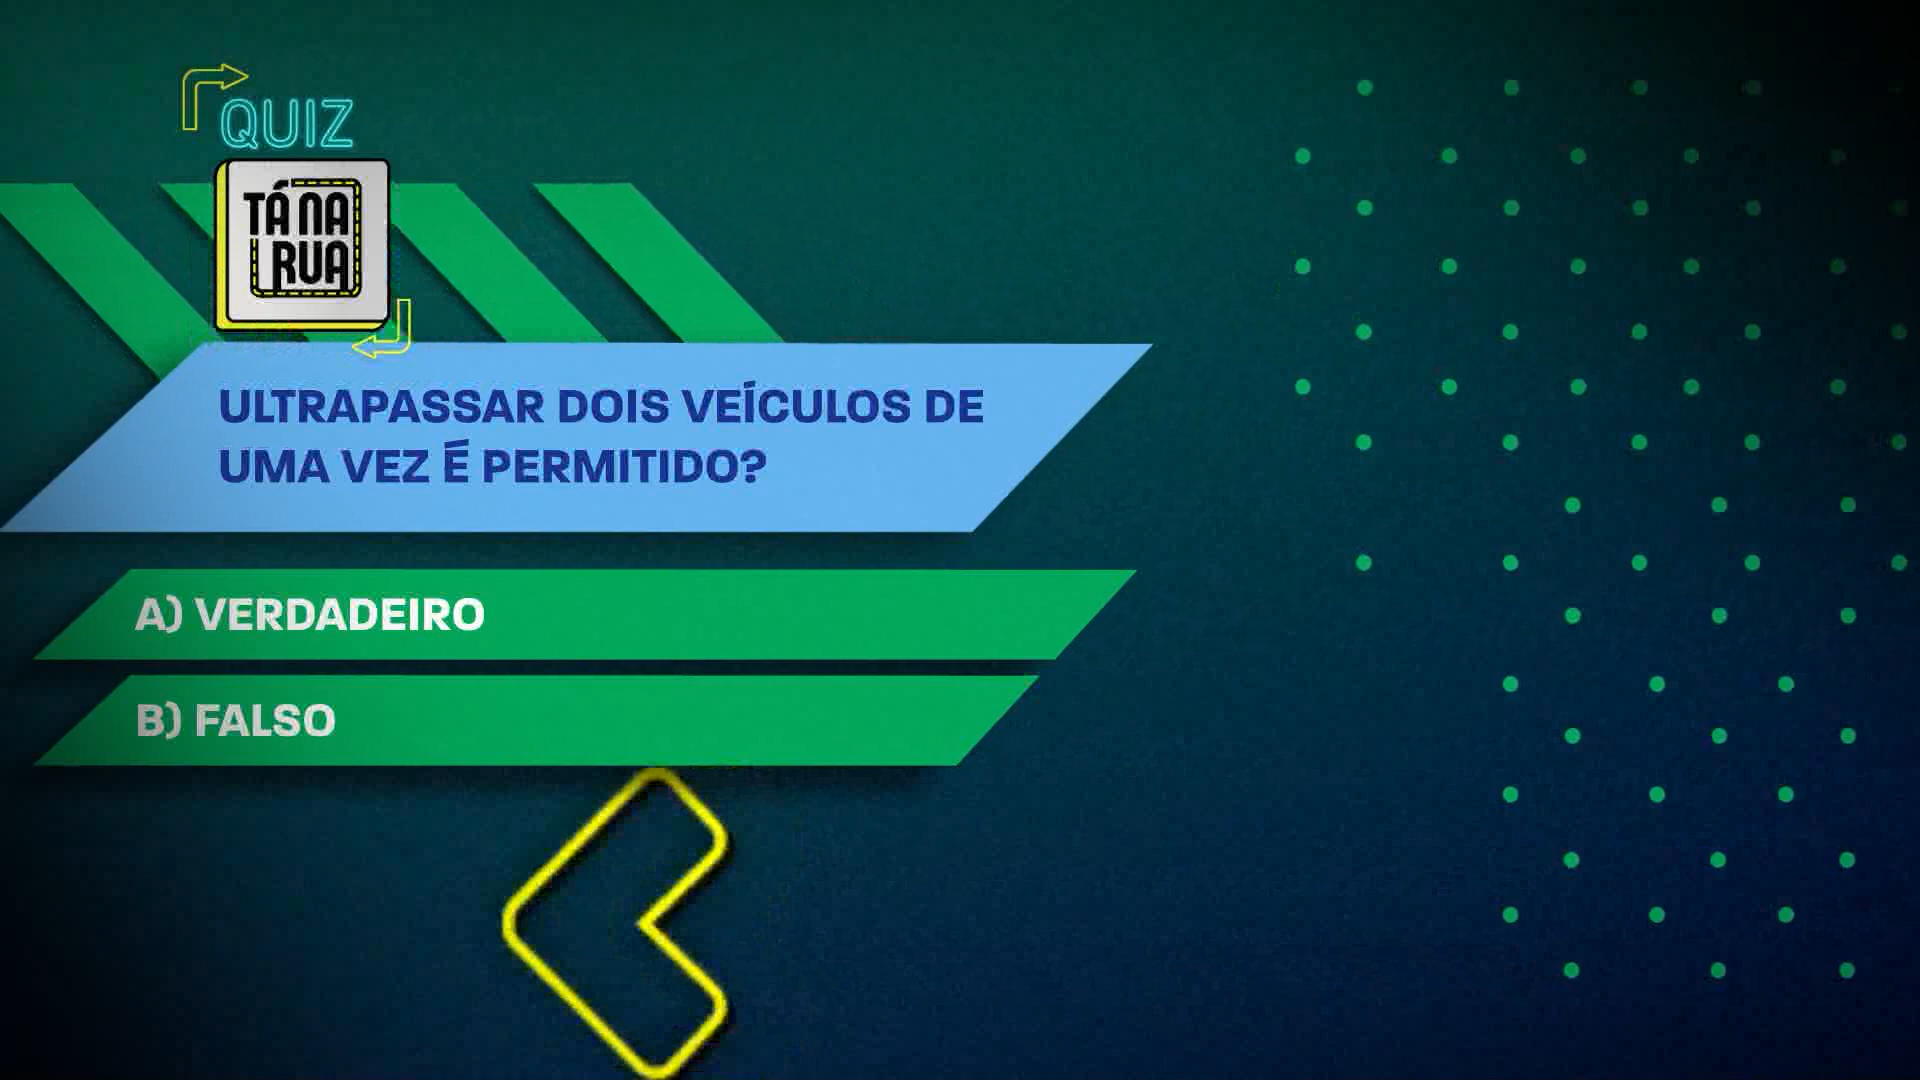 QUIZ
TÁ NA
RUA
ULTRAPASSAR DOIS VEÍCULOS DE
UMA VEZ É PERMITIDO?
A) VERDADEIRO
B) FALSO